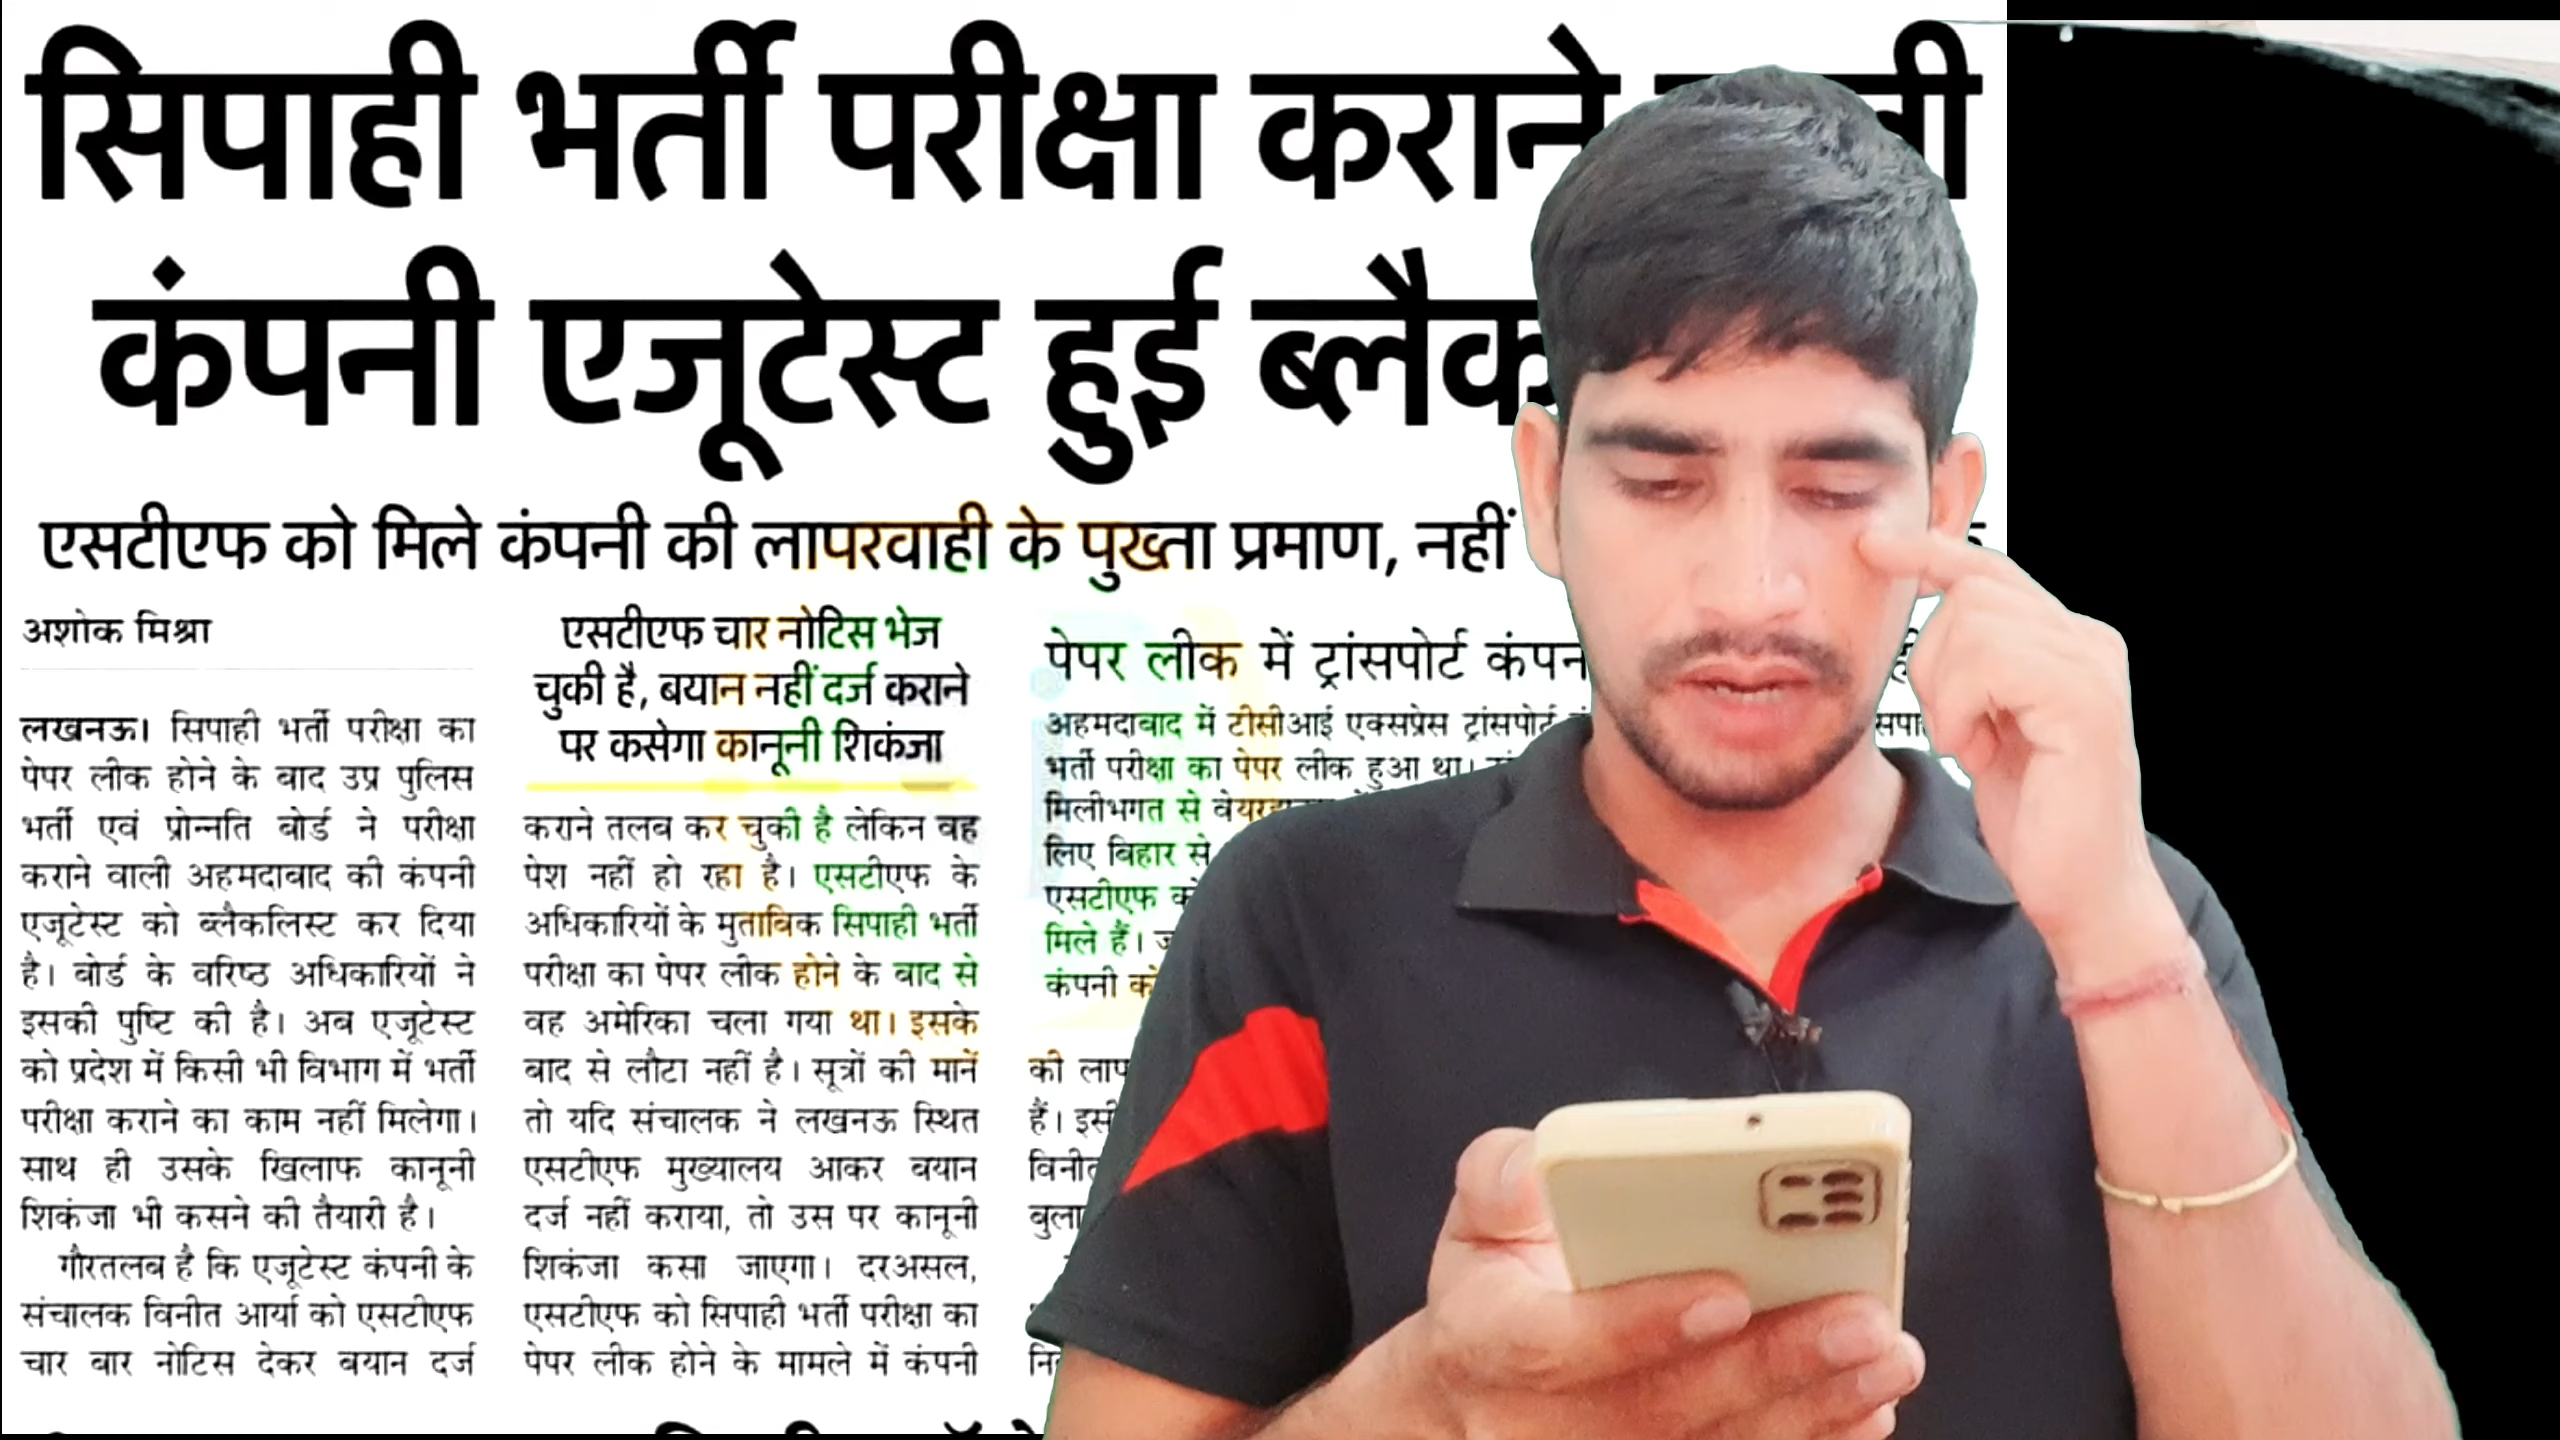 सिपाही भर्ती परीक्षा कराने
कंपनी एजूटेस्ट हुई
एसटीएफ को मिले कंपनी की लापरवाही के पुख्ता प्रमाण, नहीं
अशोक मिश्रा
लखनऊ। सिपाही भर्ती परीक्षा का
पेपर लीक होने के बाद उप्र पुलिस
भर्ती एवं प्रोन्नति बोर्ड ने परीक्षा
कराने वाली अहमदाबाद की कंपनी
एजूटेस्ट को ब्लैकलिस्ट कर दिया
है। बोर्ड के वरिष्ठ अधिकारियों ने
इसकी पुष्टि की है। अब एजूटेस्ट
को प्रदेश में किसी भी विभाग में भर्ती
परीक्षा कराने का काम नहीं मिलेगा।
साथ ही उसके खिलाफ कानूनी
शिकंजा भी कसने की तैयारी है।
गौरतलब है कि एजूटेस्ट कंपनी के
संचालक विनीत आर्या को एसटीएफ
चार बार नोटिस देकर बयान दर्ज
एसटीएफ चार नोटिस भेज
चुकी है, बयान नहीं दर्ज कराने
पर कसेगा कानूनी शिकंजा
कराने तलब कर चुकी है लेकिन वह
पेश नहीं हो रहा है। एसटीएफ के
अधिकारियों के मुताबिक सिपाही भर्ती
परीक्षा का पेपर लीक होने के बाद से
वह अमेरिका चला गया था। इसके
बाद से लौटा नहीं है। सूत्रों की मानें
तो यदि संचालक ने लखनऊ स्थित
एसटीएफ मुख्यालय आकर बयान
दर्ज नहीं कराया, तो उस पर कानूनी
शिकंजा कसा जाएगा। दरअसल,
एसटीएफ को सिपाही भर्ती परीक्षा का
पेपर लीक होने के मामले में कंपनी
पेपर लीक में ट्रांसपोर्ट
अहमदाबाद में टीसीआई एक्सप्रेस ट्रांसपोर्ट
भर्ती परीक्षा का पेपर लीक हुआ था।
मिलीभगत से
लिए बिहार से
एसटीएफ
मिले हैं।
कंपनी
की
हैं।